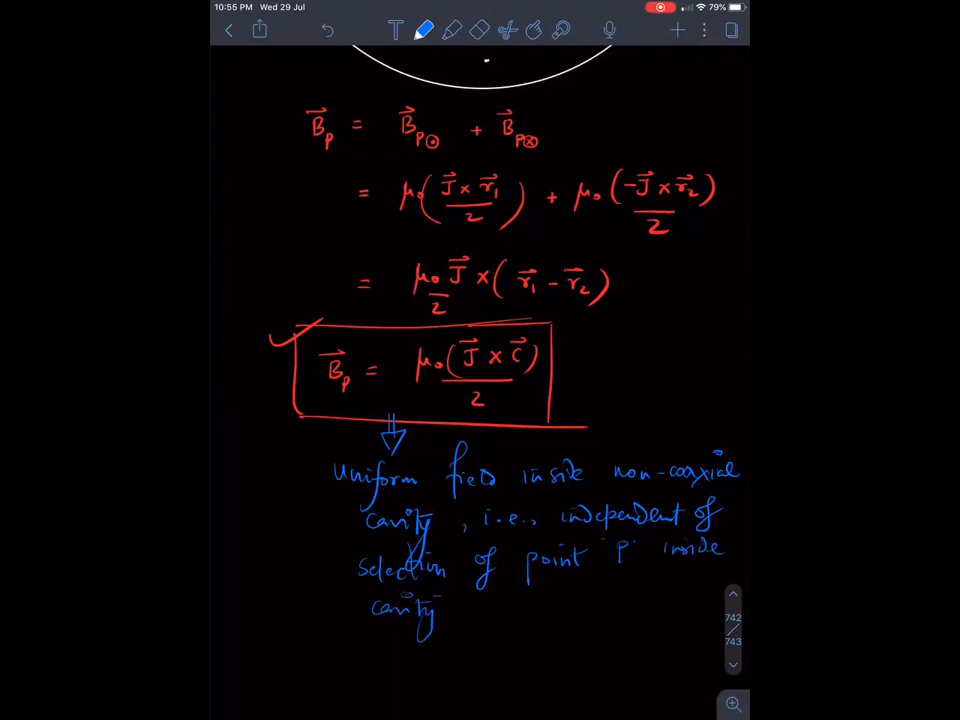 10:55 PM Wed 29 Jul 79%
T
B⃗p = B⃗p⊙ + B⃗p⊗
= μ₀(J⃗ × r⃗₁ / 2) + μ₀(-J⃗ × r⃗₂ / 2)
= μ₀/2 J⃗ × (r⃗₁ - r⃗₂)
B⃗p = μ₀(J⃗ × C⃗) / 2
Uniform field inside non-coaxial
cavity, i.e., independent of
selection of point 'P' inside
cavity
742
743